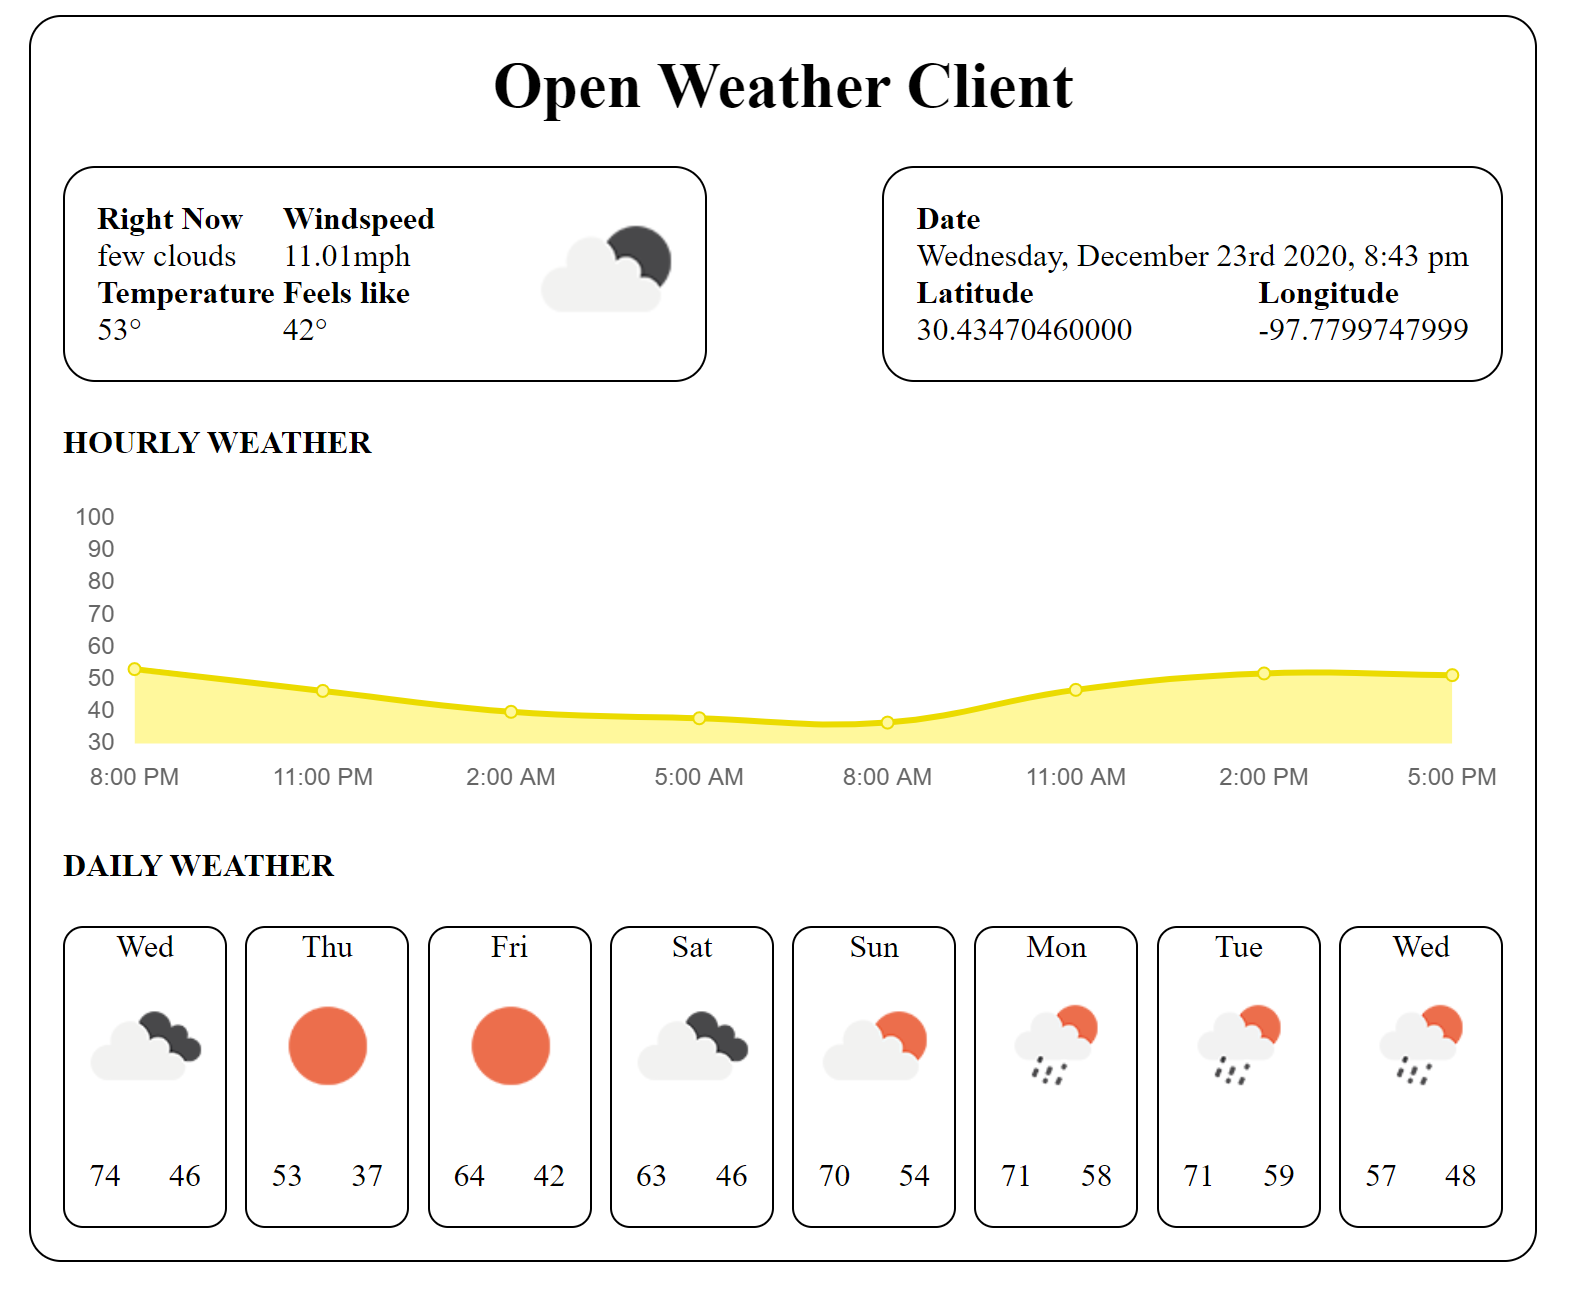 Open Weather Client
Right Now Windspeed
few clouds 11.01mph
Temperature Feels like
53° 42°
Date
Wednesday, December 23rd 2020, 8:43 pm
Latitude Longitude
30.43470460000 -97.7799747999
HOURLY WEATHER
100
90
80
70
60
50
40
30
8:00 PM 11:00 PM 2:00 AM 5:00 AM 8:00 AM 11:00 AM 2:00 PM 5:00 PM
DAILY WEATHER
Wed Thu Fri Sat Sun Mon Tue Wed
74 46 53 37 64 42 63 46 70 54 71 58 71 59 57 48